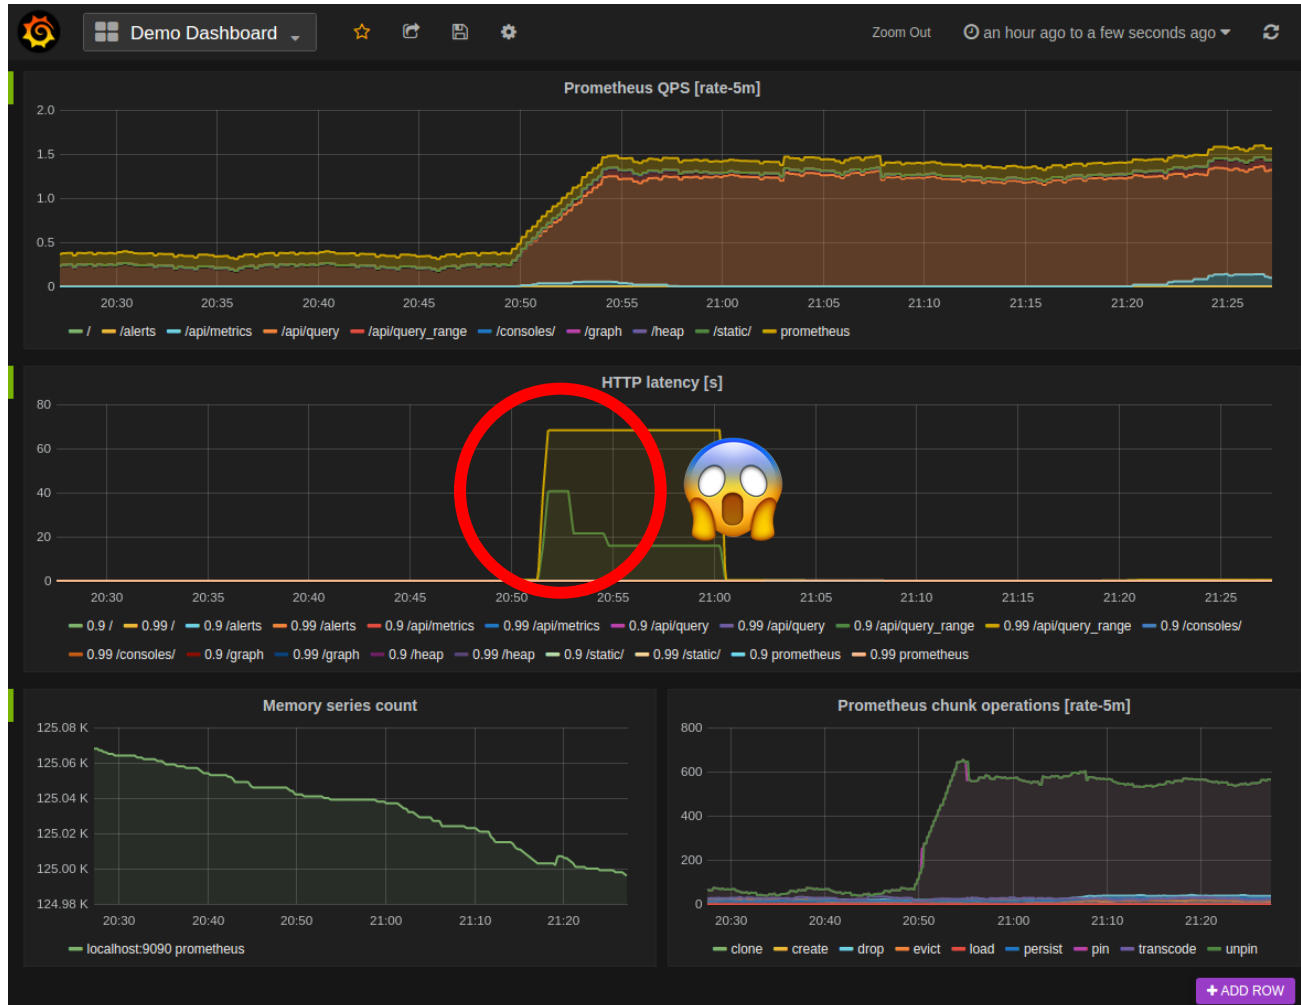 Demo Dashboard Zoom Out an hour ago to a few seconds ago
Prometheus QPS [rate-5m]
2.0
1.5
1.0
0.5
0
20:30 20:35 20:40 20:45 20:50 20:55 21:00 21:05 21:10 21:15 21:20 21:25
/ /alerts /api/metrics /api/query /api/query_range /consoles/ /graph /heap /static/ prometheus
HTTP latency [s]
80
60
40
20
0
20:30 20:35 20:40 20:45 20:50 20:55 21:00 21:05 21:10 21:15 21:20 21:25
0.9 / 0.99 / 0.9 /alerts 0.99 /alerts 0.9 /api/metrics 0.99 /api/metrics 0.9 /api/query 0.99 /api/query 0.9 /api/query_range 0.99 /api/query_range 0.9 /consoles/
0.99 /consoles/ 0.9 /graph 0.99 /graph 0.9 /heap 0.99 /heap 0.9 /static/ 0.99 /static/ 0.9 prometheus 0.99 prometheus
Memory series count
125.08 K
125.06 K
125.04 K
125.02 K
125.00 K
124.98 K
20:30 20:40 20:50 21:00 21:10 21:20
localhost:9090 prometheus
Prometheus chunk operations [rate-5m]
800
600
400
200
0
20:30 20:40 20:50 21:00 21:10 21:20
clone create drop evict load persist pin transcode unpin
+ ADD ROW